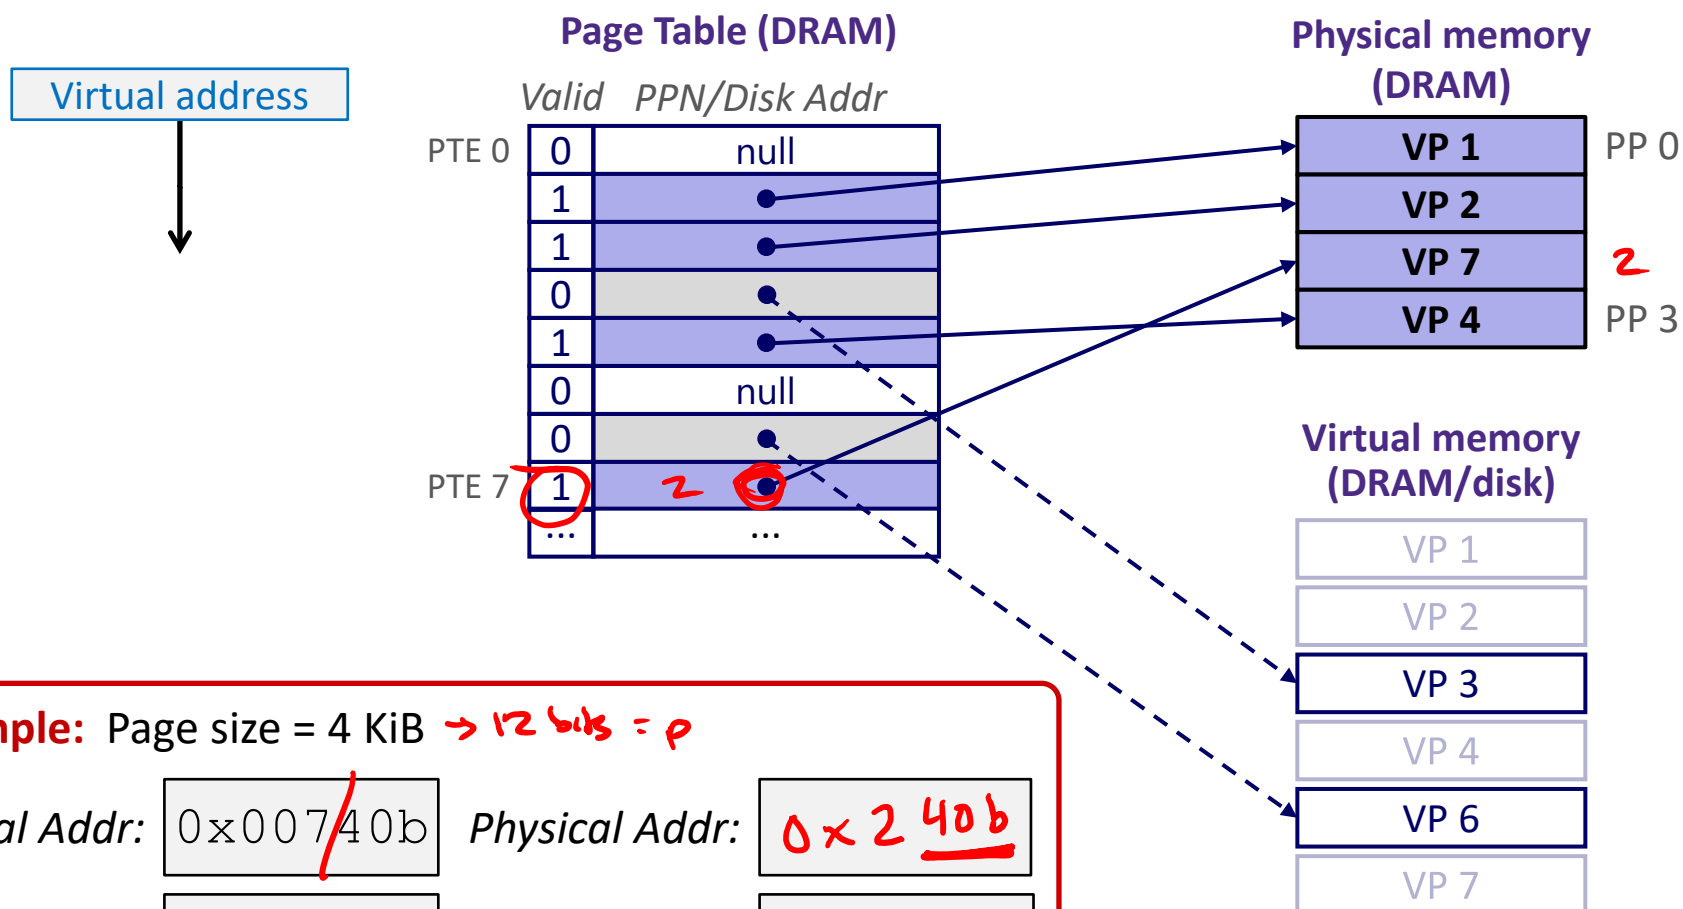 Page Table (DRAM)
Physical memory
(DRAM)
Virtual address
Valid PPN/Disk Addr
PTE 0 0 null
1
1
0
1
0 null
0
PTE 7 1 2
... ...
VP 1 PP 0
VP 2
VP 7 2
VP 4 PP 3
Virtual memory
(DRAM/disk)
VP 1
VP 2
VP 3
VP 4
VP 6
VP 7
mple: Page size = 4 KiB → 12 bits = p
al Addr: 0x00740b Physical Addr: 0x240b